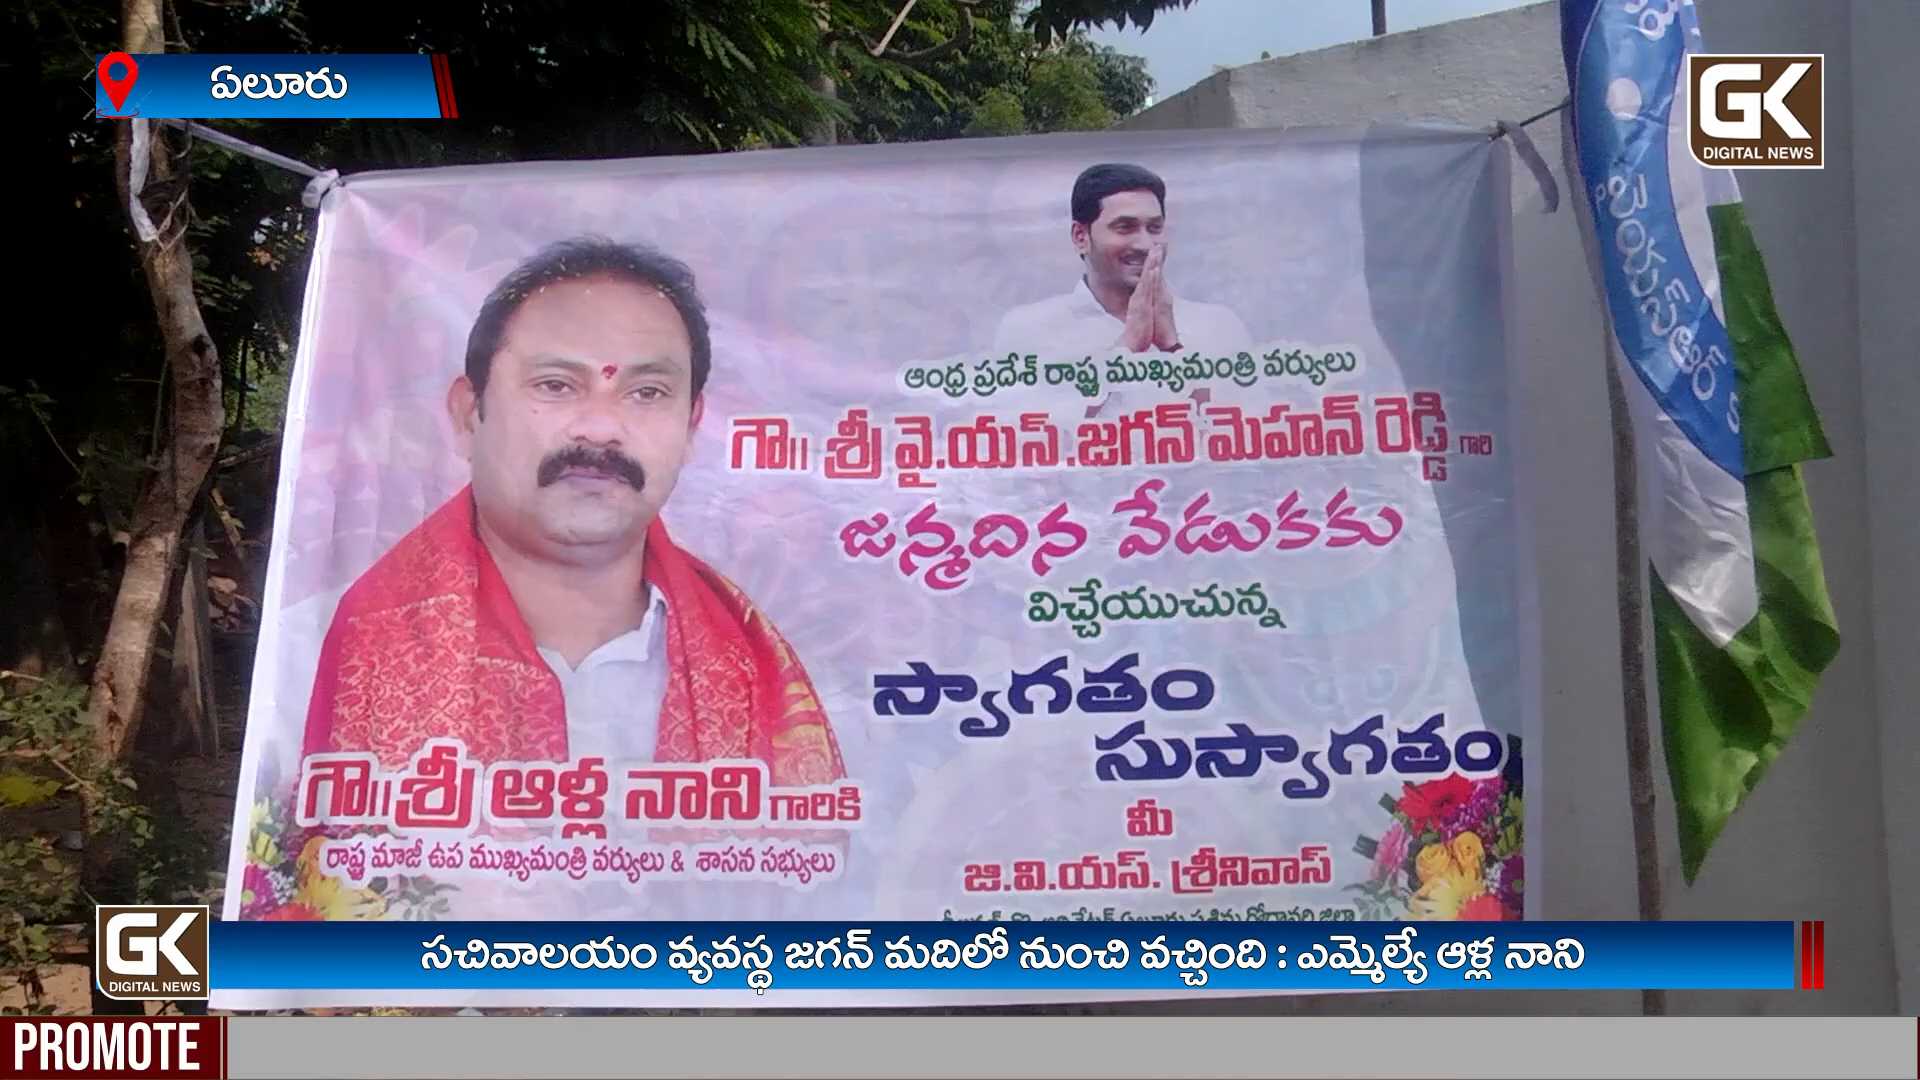 ఏలూరు
GK
DIGITAL NEWS
ఆంధ్ర ప్రదేశ్ రాష్ట్ర ముఖ్యమంత్రి వర్యులు
గౌ|| శ్రీ వై.యస్.జగన్ మెహన్ రెడ్డి గారి
జన్మదిన వేడుకకు
విచ్చేయుచున్న
స్వాగతం
సుస్వాగతం
గౌ|| శ్రీ ఆళ్ల నాని గారికి
రాష్ట్ర మాజీ ఉప ముఖ్యమంత్రి వర్యులు & శాసన సభ్యులు
మీ
జి.వి.యస్. శ్రీనివాస్
GK
DIGITAL NEWS
సచివాలయం వ్యవస్థ జగన్ మదిలో నుంచి వచ్చింది : ఎమ్మెల్యే ఆళ్ల నాని
PROMOTE